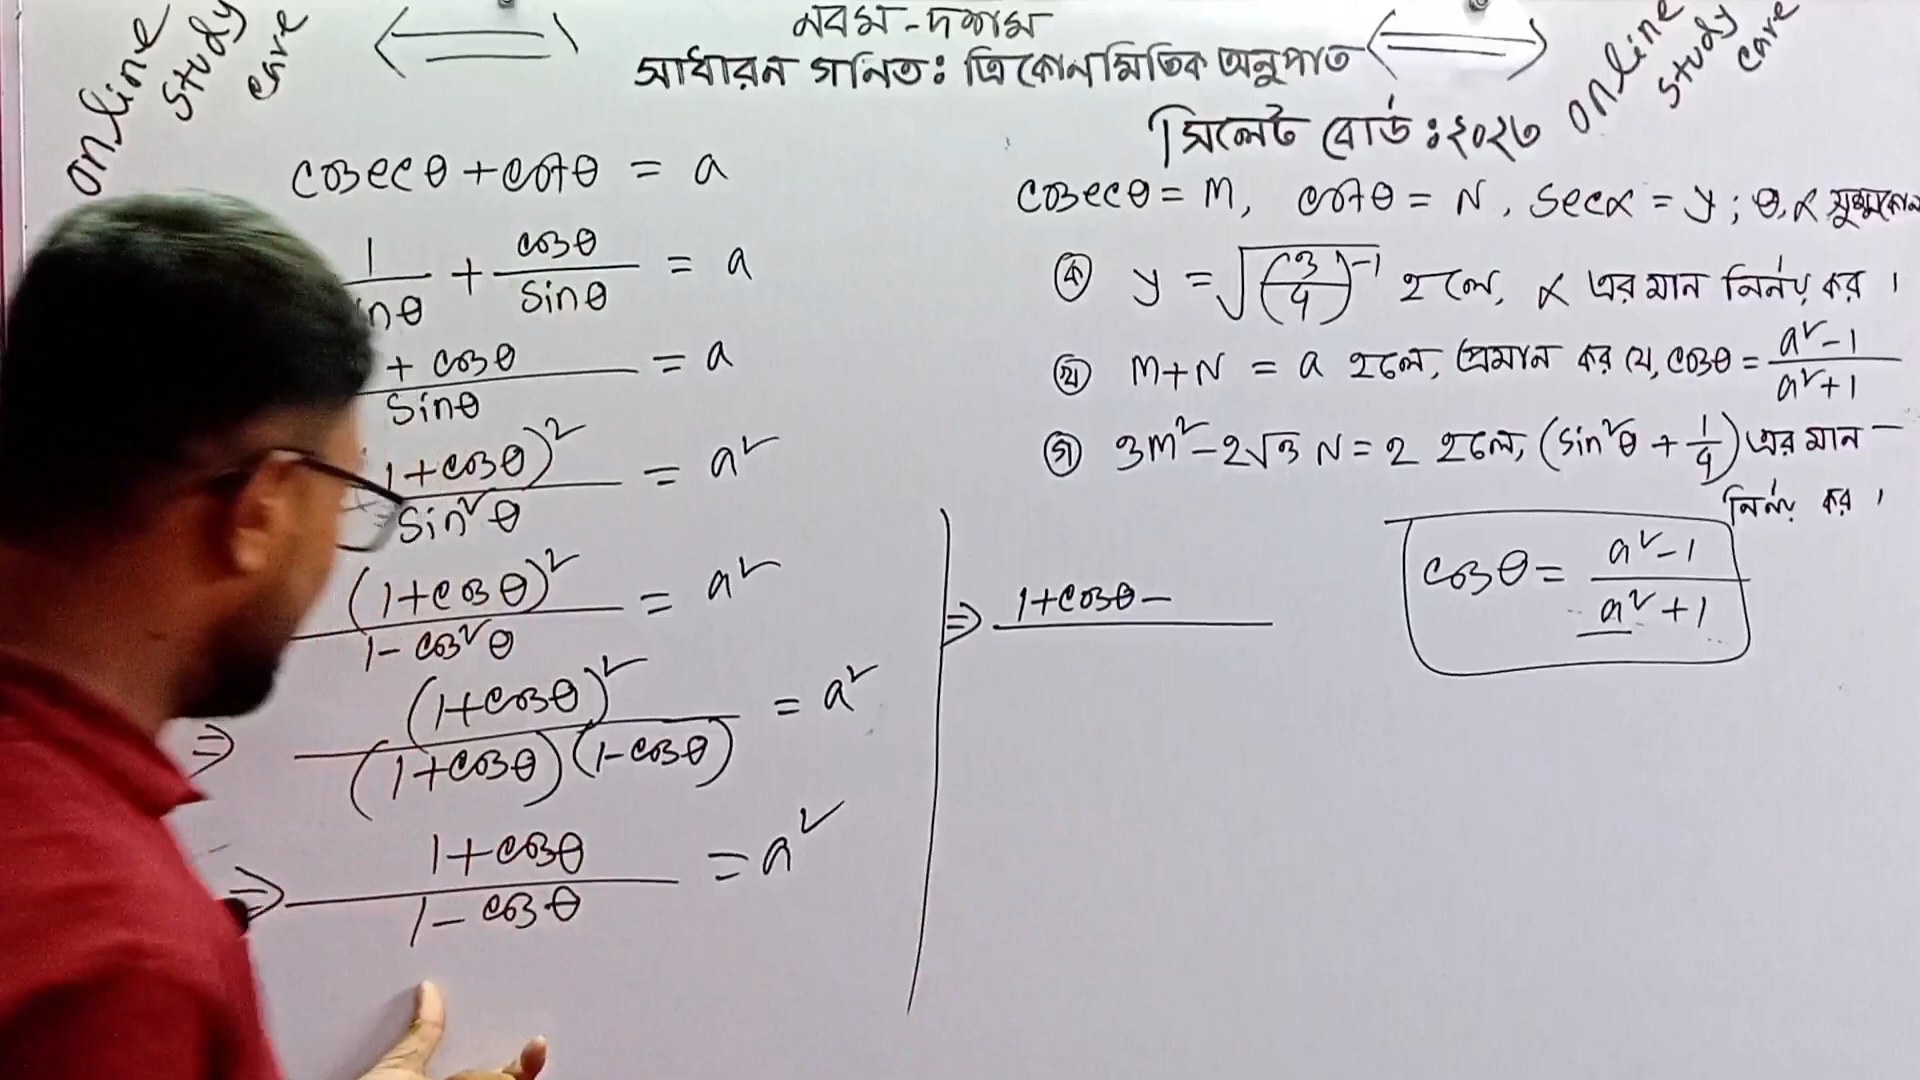 online study care
নবম-দশম
সাধারন গনিতঃ ত্রিকোনমিতিক অনুপাত
online study care
সিলেট বোর্ড ঃ ২০২৩
cosecθ = M, cotθ = N, secα = y; θ, α সূক্ষ্মকোন
(ক) y = √(3/4)^-1 হলে, α এর মান নির্নয় কর।
(খ) M+N = a হলে, প্রমান কর যে, cosθ = (a²-1)/(a²+1)
(গ) 3M²-2√3 N = 2 হলে, (sin²θ + 1/4) এর মান -
নির্নয় কর।
cosecθ + cotθ = a
1/nθ + cosθ/sinθ = a
+ cosθ/sinθ = a
1+cosθ)²/sin²θ = a²
(1+cosθ)²/1-cos²θ = a²
⇒ (1+cosθ)²/(1+cosθ)(1-cosθ) = a²
⇒ 1+cosθ/1-cosθ = a²
⇒ 1+cosθ-
cosθ = a²-1/a²+1